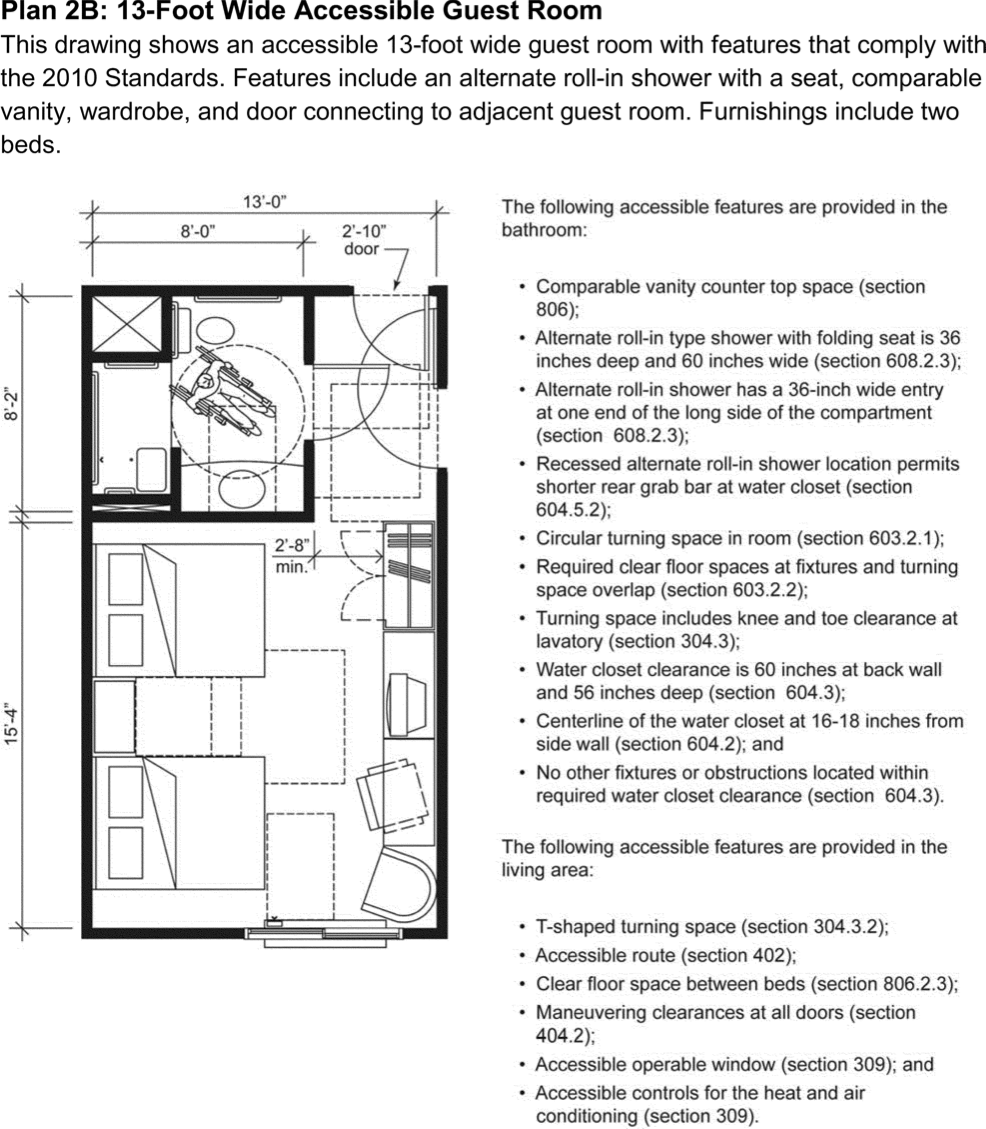 Plan 2B: 13-Foot Wide Accessible Guest Room
This drawing shows an accessible 13-foot wide guest room with features that comply with
the 2010 Standards. Features include an alternate roll-in shower with a seat, comparable
vanity, wardrobe, and door connecting to adjacent guest room. Furnishings include two
beds.
13’-0”
8’-0”
2’-10”
door
8’-2”
2’-8”
min.
15’-4”
The following accessible features are provided in the
bathroom:
• Comparable vanity counter top space (section
806);
• Alternate roll-in type shower with folding seat is 36
inches deep and 60 inches wide (section 608.2.3);
• Alternate roll-in shower has a 36-inch wide entry
at one end of the long side of the compartment
(section 608.2.3);
• Recessed alternate roll-in shower location permits
shorter rear grab bar at water closet (section
604.5.2);
• Circular turning space in room (section 603.2.1);
• Required clear floor spaces at fixtures and turning
space overlap (section 603.2.2);
• Turning space includes knee and toe clearance at
lavatory (section 304.3);
• Water closet clearance is 60 inches at back wall
and 56 inches deep (section 604.3);
• Centerline of the water closet at 16-18 inches from
side wall (section 604.2); and
• No other fixtures or obstructions located within
required water closet clearance (section 604.3).
The following accessible features are provided in the
living area:
• T-shaped turning space (section 304.3.2);
• Accessible route (section 402);
• Clear floor space between beds (section 806.2.3);
• Maneuvering clearances at all doors (section
404.2);
• Accessible operable window (section 309); and
• Accessible controls for the heat and air
conditioning (section 309).